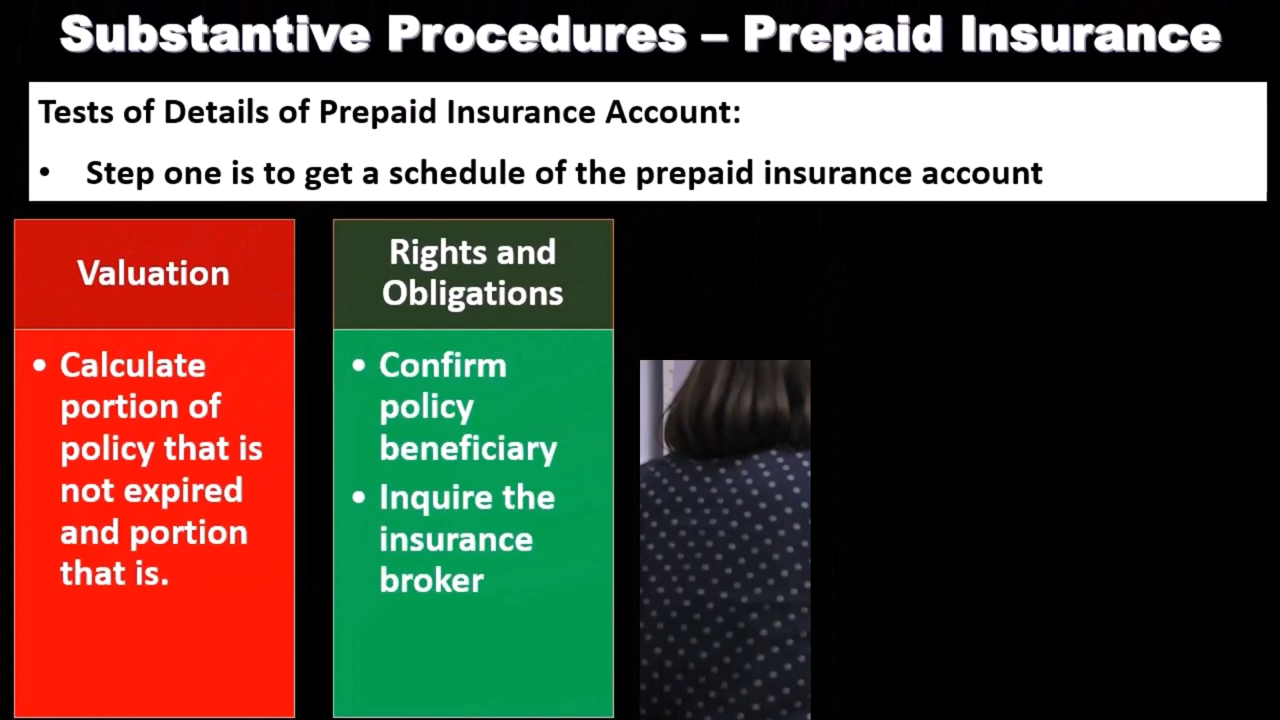 Substantive Procedures – Prepaid Insurance
Tests of Details of Prepaid Insurance Account:
• Step one is to get a schedule of the prepaid insurance account
Valuation
• Calculate
portion of
policy that is
not expired
and portion
that is.
Rights and
Obligations
• Confirm
policy
beneficiary
• Inquire the
insurance
broker